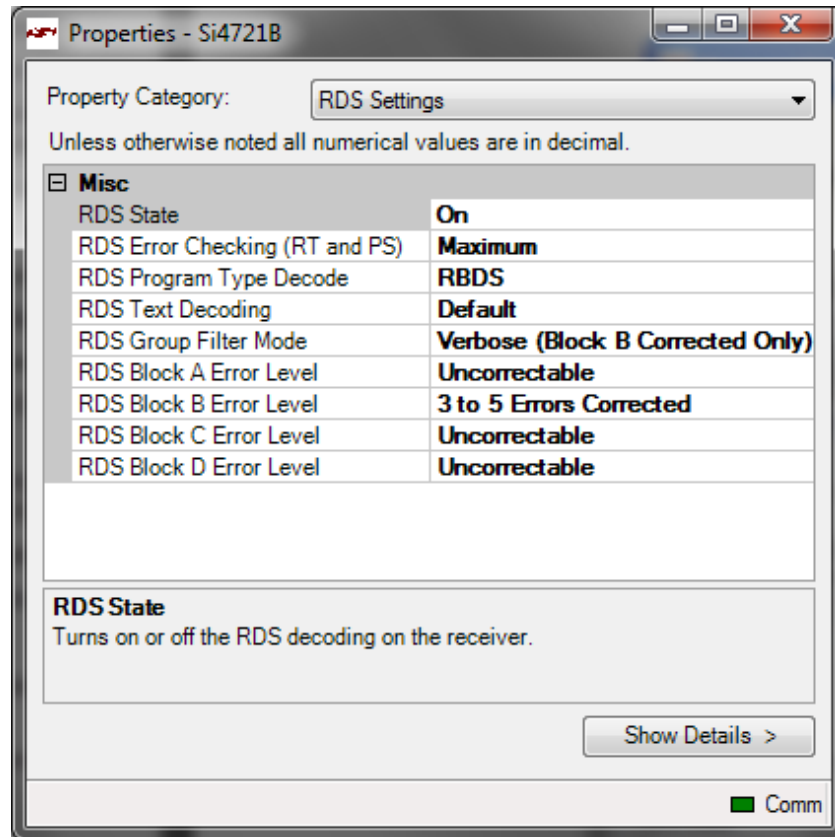 Properties - Si4721B
Property Category: RDS Settings
Unless otherwise noted all numerical values are in decimal.
Misc
RDS State On
RDS Error Checking (RT and PS) Maximum
RDS Program Type Decode RBDS
RDS Text Decoding Default
RDS Group Filter Mode Verbose (Block B Corrected Only)
RDS Block A Error Level Uncorrectable
RDS Block B Error Level 3 to 5 Errors Corrected
RDS Block C Error Level Uncorrectable
RDS Block D Error Level Uncorrectable
RDS State
Turns on or off the RDS decoding on the receiver.
Show Details >
Comm